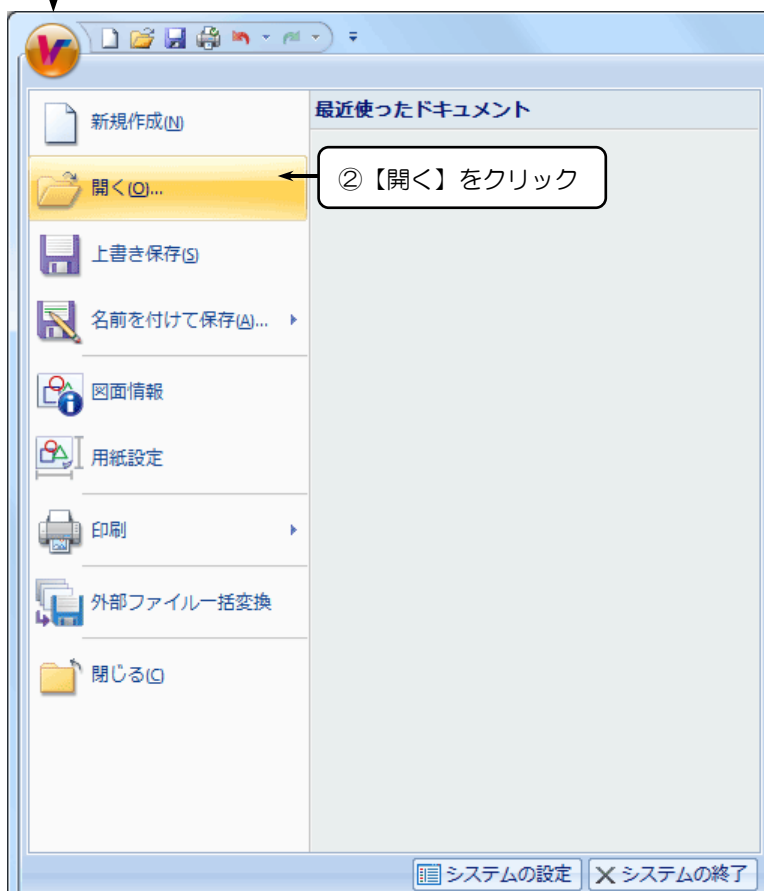 最近使ったドキュメント
新規作成(N)
開く(O)...
②【開く】をクリック
上書き保存(S)
名前を付けて保存(A)...
図面情報
用紙設定
印刷
外部ファイル一括変換
閉じる(C)
システムの設定
システムの終了